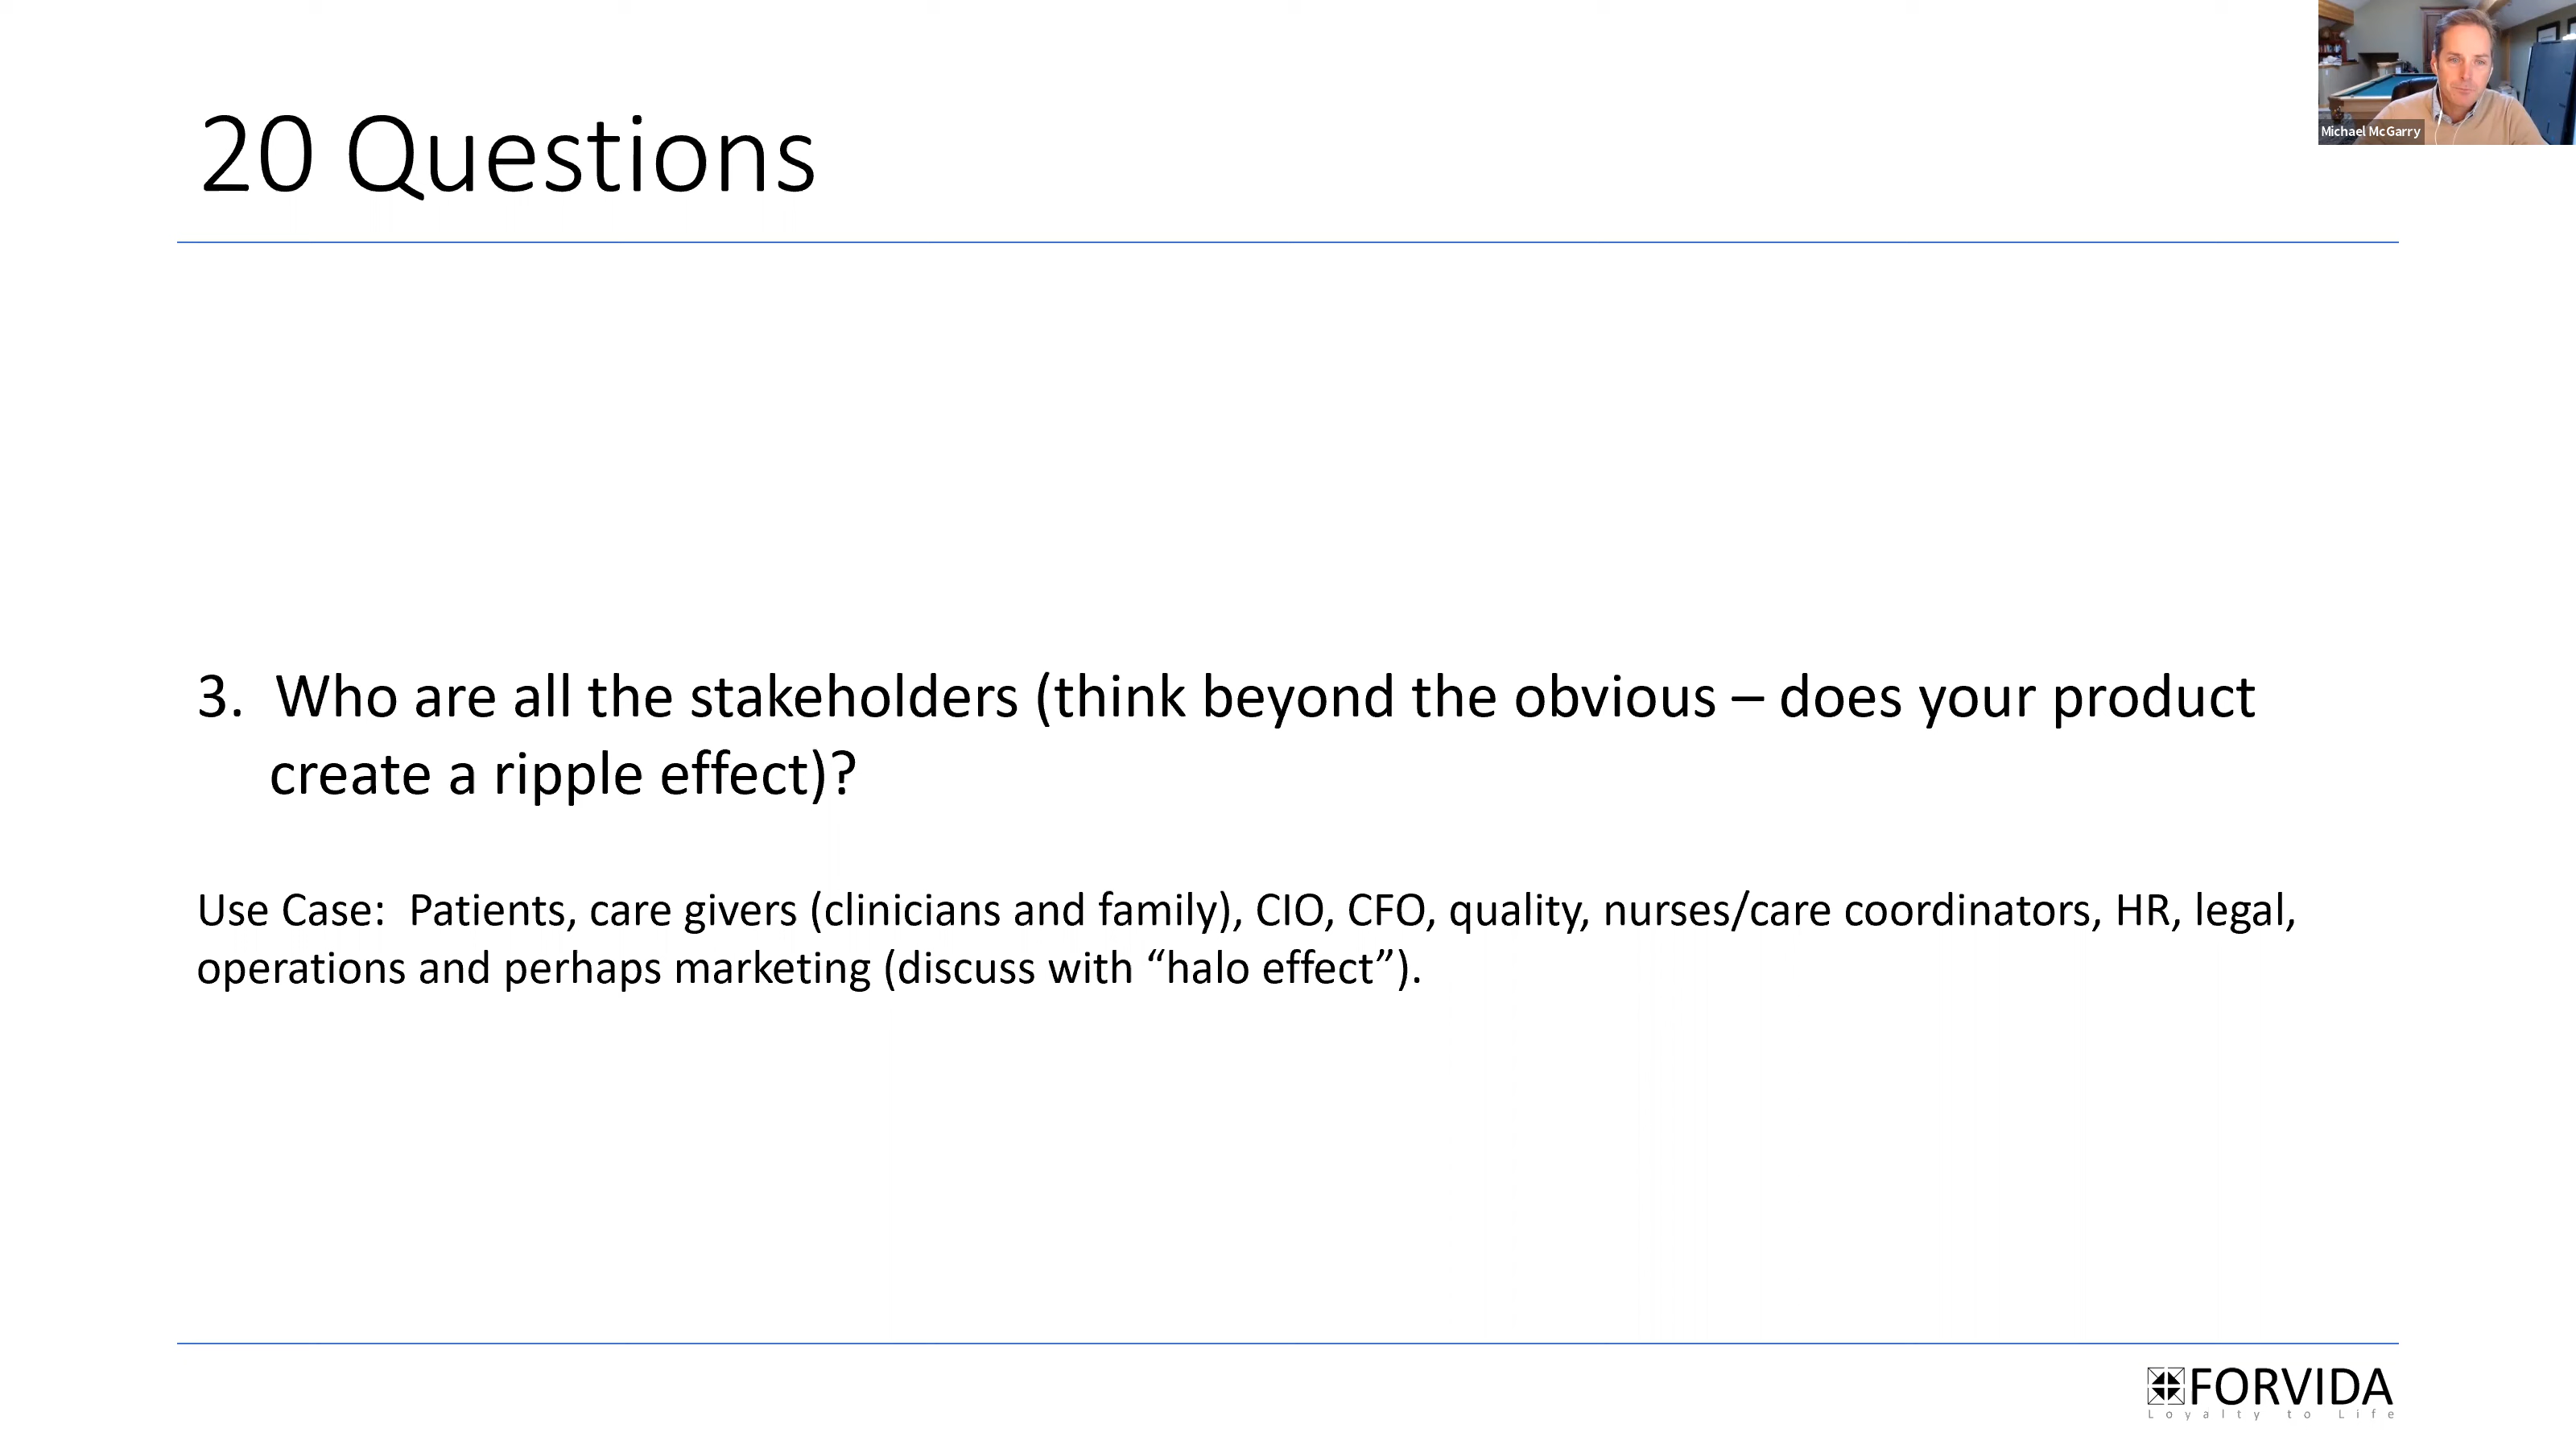 20 Questions
Michael McGarry
3. Who are all the stakeholders (think beyond the obvious – does your product
create a ripple effect)?
Use Case: Patients, care givers (clinicians and family), CIO, CFO, quality, nurses/care coordinators, HR, legal,
operations and perhaps marketing (discuss with “halo effect”).
FORVIDA
Loyalty to Life